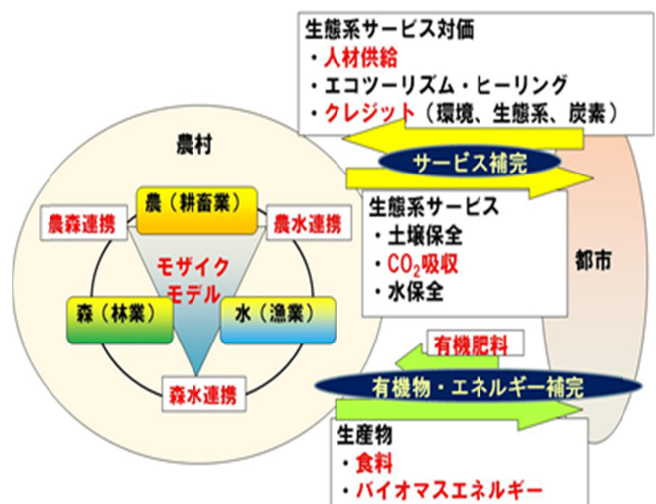 生態系サービス対価
・人材供給
・エコツーリズム・ヒーリング
・クレジット（環境、生態系、炭素）
サービス補完
農村
農（耕畜業）
農森連携
農水連携
モザイク
モデル
森（林業）
水（漁業）
森水連携
生態系サービス
・土壌保全
・CO₂吸収
・水保全
都市
有機肥料
有機物・エネルギー補完
生産物
・食料
・バイオマスエネルギー